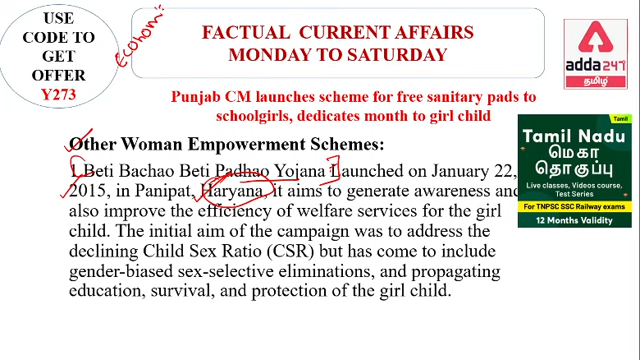 USE
CODE TO
GET
OFFER
Y273
Econom
FACTUAL CURRENT AFFAIRS
MONDAY TO SATURDAY
adda247
தமிழ்
Punjab CM launches scheme for free sanitary pads to
schoolgirls, dedicates month to girl child
Other Woman Empowerment Schemes:
1.Beti Bachao Beti Padhao Yojana Launched on January 22,
2015, in Panipat, Haryana, it aims to generate awareness and
also improve the efficiency of welfare services for the girl
child. The initial aim of the campaign was to address the
declining Child Sex Ratio (CSR) but has come to include
gender-biased sex-selective eliminations, and propagating
education, survival, and protection of the girl child.
Tamil
Tamil Nadu
மெகா
தொகுப்பு
Live classes, Videos course,
Test Series
For TNPSC SSC Railway exams
12 Months Validity